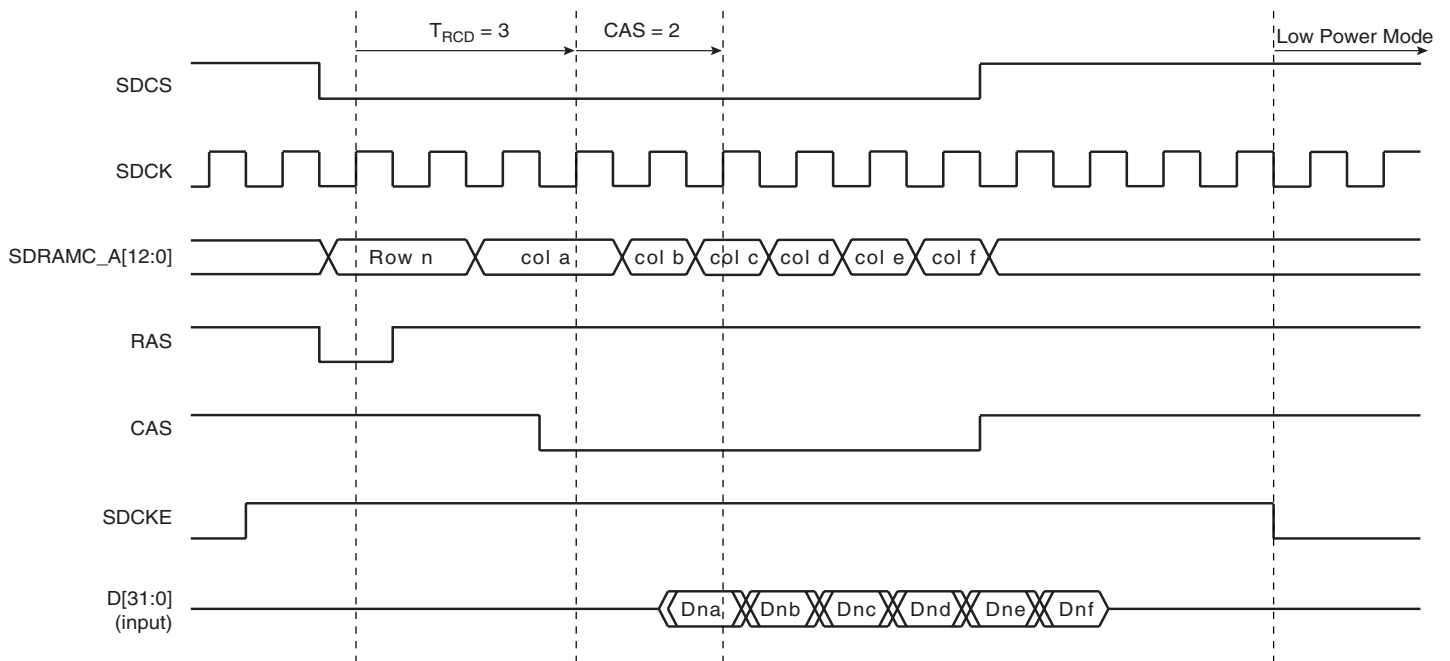 T_RCD = 3
CAS = 2
Low Power Mode
SDCS
SDCK
SDRAMC_A[12:0]
Row n
col a
col b
col c
col d
col e
col f
RAS
CAS
SDCKE
D[31:0]
(input)
Dna
Dnb
Dnc
Dnd
Dne
Dnf